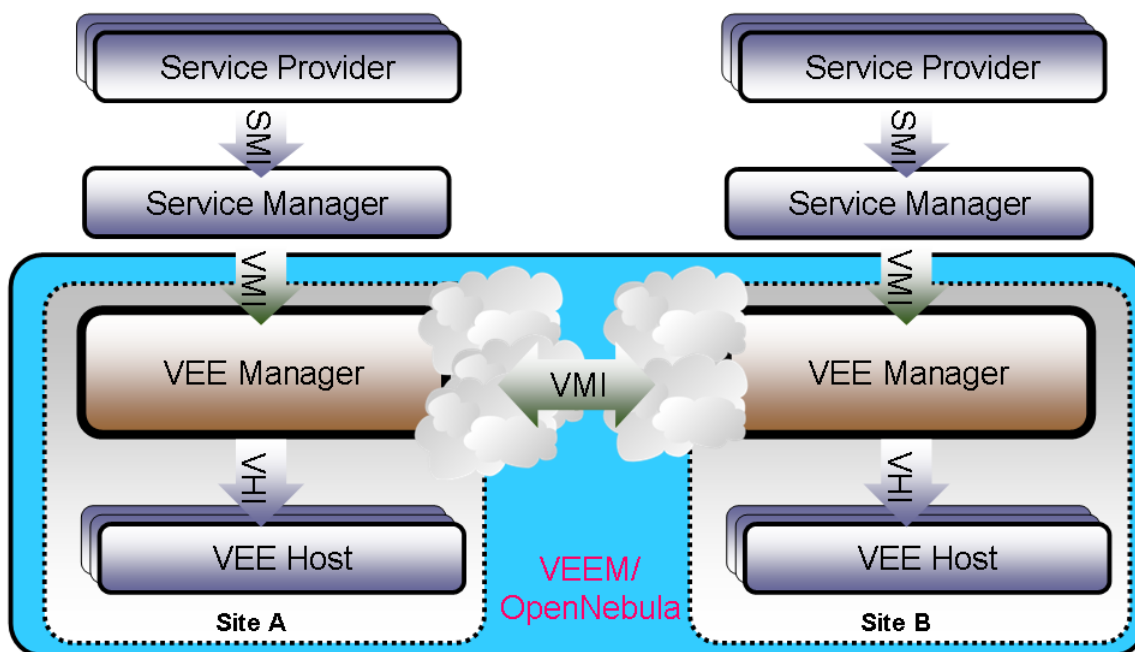 Service Provider
Service Provider
SMI
SMI
Service Manager
Service Manager
VMI
VMI
VEE Manager
VMI
VEE Manager
VHI
VHI
VEE Host
VEE Host
VEEM/
OpenNebula
Site A
Site B